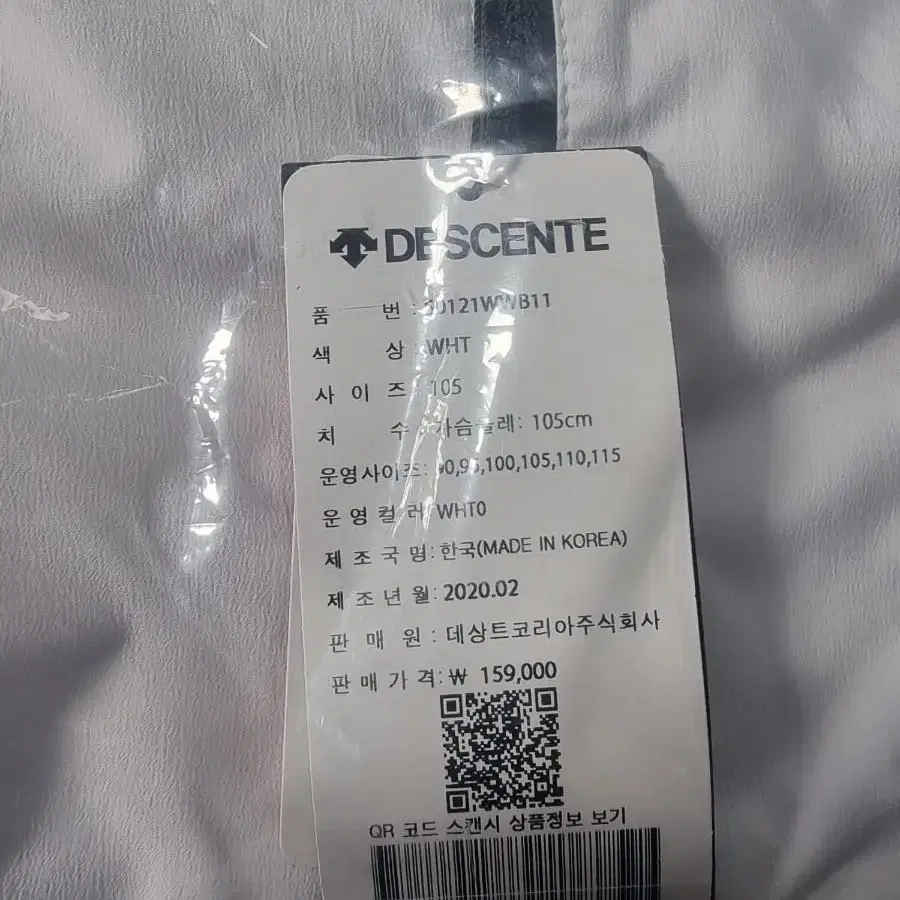 DESCENTE
품 번 :
색 상 : WHT
사 이 즈 : 105
치 수 : 가슴둘레: 105cm
운영사이즈: 90,95,100,105,110,115
운 영 컬 러: WHT0
제 조 국 명: 한국(MADE IN KOREA)
제 조 년 월: 2020.02
판 매 원 : 데상트코리아주식회사
판 매 가 격: ₩ 159,000
QR 코드 스캔시 상품정보 보기